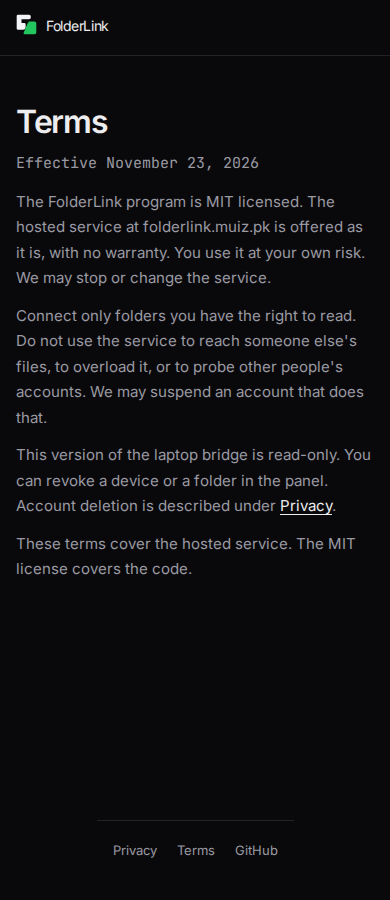 FolderLink
Terms
Effective November 23, 2026
The FolderLink program is MIT licensed. The
hosted service at folderlink.muiz.pk is offered as
it is, with no warranty. You use it at your own risk.
We may stop or change the service.
Connect only folders you have the right to read.
Do not use the service to reach someone else's
files, to overload it, or to probe other people's
accounts. We may suspend an account that does
that.
This version of the laptop bridge is read-only. You
can revoke a device or a folder in the panel.
Account deletion is described under Privacy.
These terms cover the hosted service. The MIT
license covers the code.
Privacy Terms GitHub